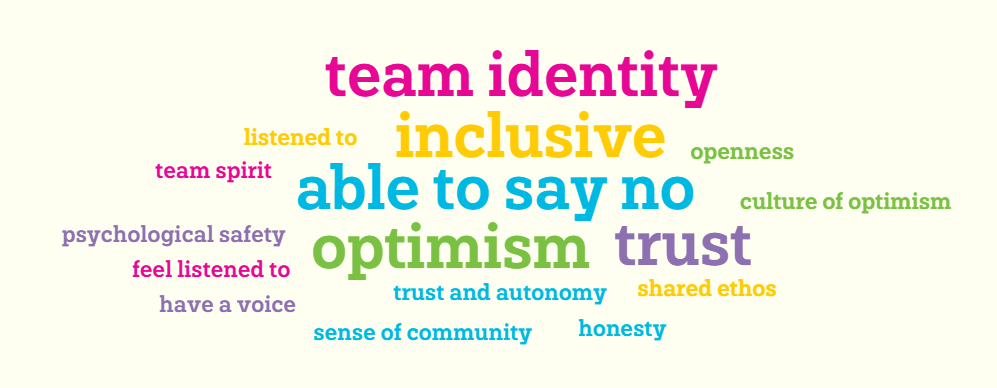 team identity
listened to
inclusive
openness
team spirit
able to say no
culture of optimism
psychological safety
optimism
trust
feel listened to
trust and autonomy
shared ethos
have a voice
sense of community
honesty